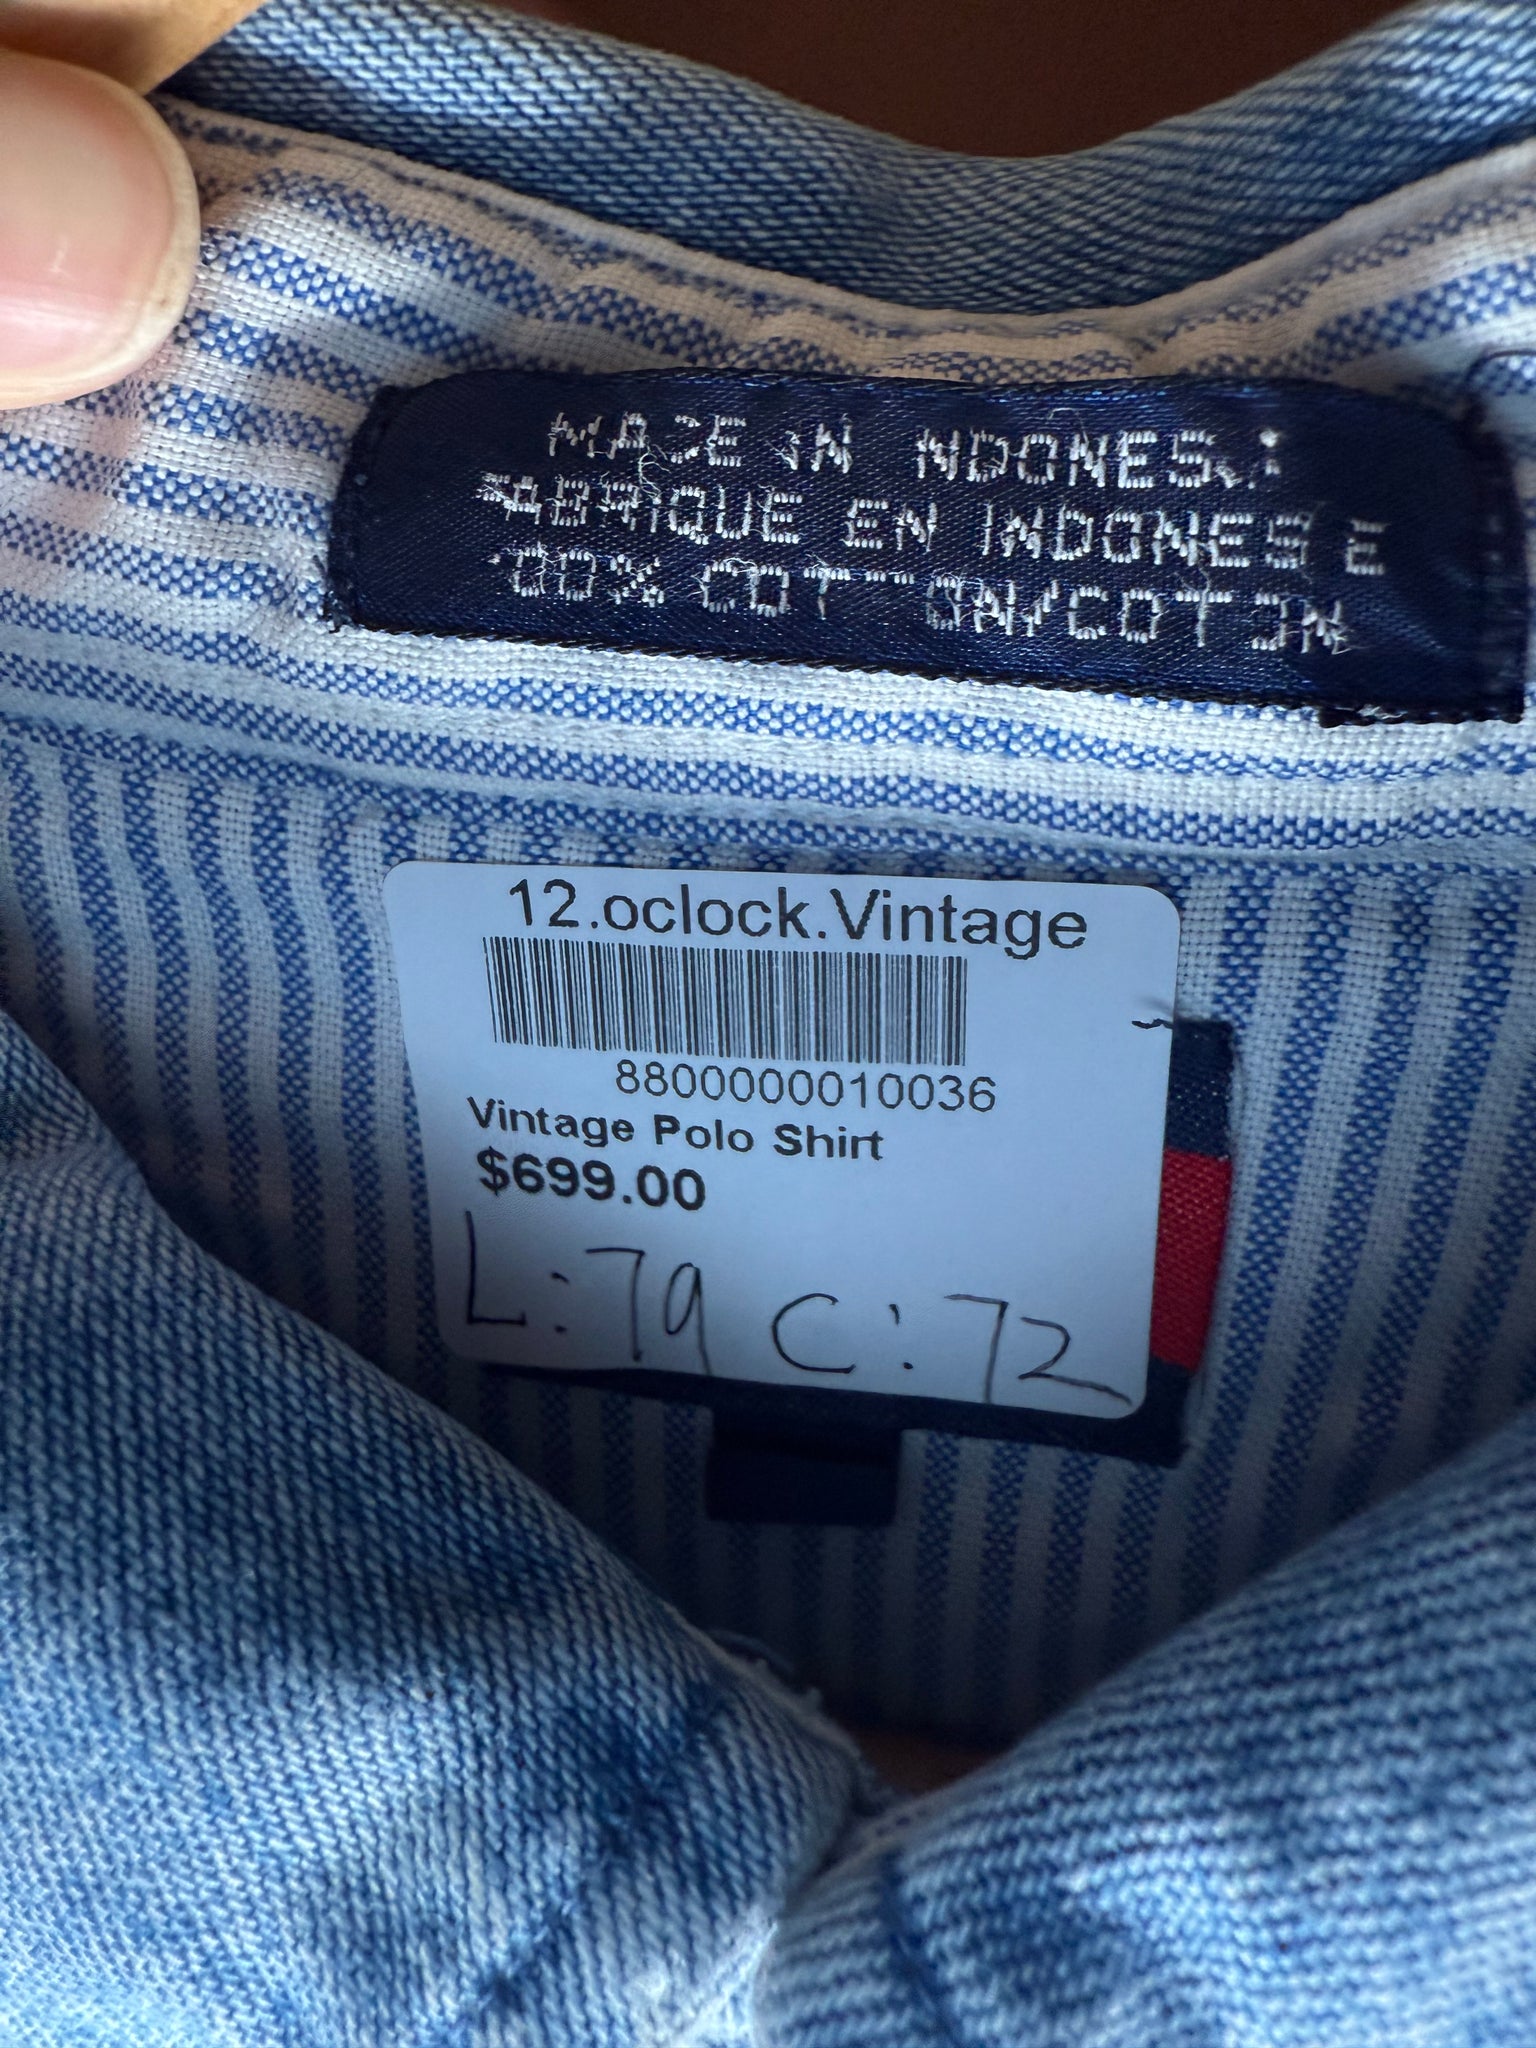 MADE IN INDONESI
FABRIQUE EN INDONESIE
100% COTTON/COTON
12.oclock.Vintage
8800000010036
Vintage Polo Shirt
$699.00
L:79 C:72